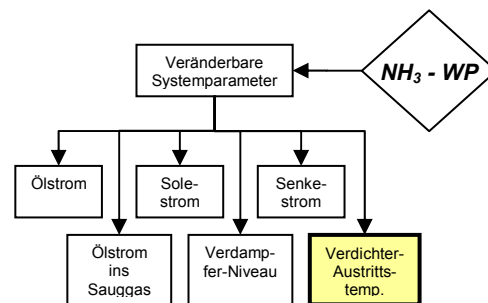 Veränderbare
Systemparameter
NH₃ - WP
Ölstrom
Sole-
strom
Senke-
strom
Ölstrom
ins
Sauggas
Verdamp-
fer-Niveau
Verdichter-
Austritts-
temp.